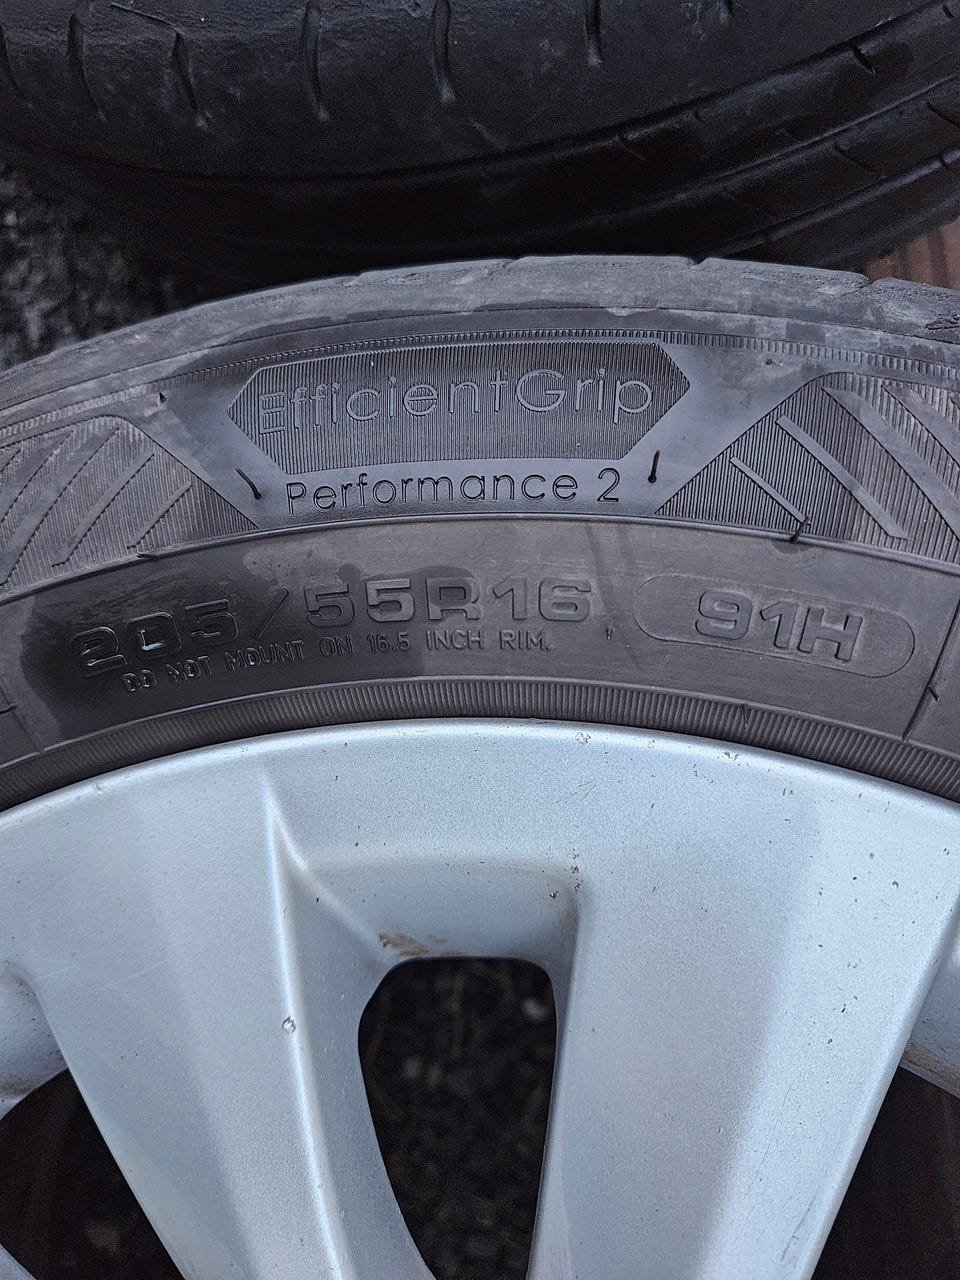 EfficientGrip
Performance 2
205/55R16 91H
DO NOT MOUNT ON 16.5 INCH RIM.